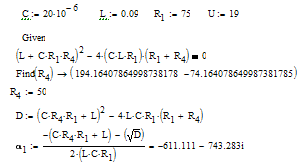 C := 20·10⁻⁶ L := 0.09 R₁ := 75 U := 19
Given
(L + C·R₁·R₄)² − 4·(C·L·R₁)·(R₁ + R₄) = 0
Find(R₄) → (194.16407864998738178 −74.16407864998738​1785)
R₄ := 50
D := (C·R₄·R₁ + L)² − 4·L·C·R₁·(R₁ + R₄)
α₁ := −(C·R₄·R₁ + L) − (√D) / 2·(L·C·R₁) = −611.111 − 743.283i